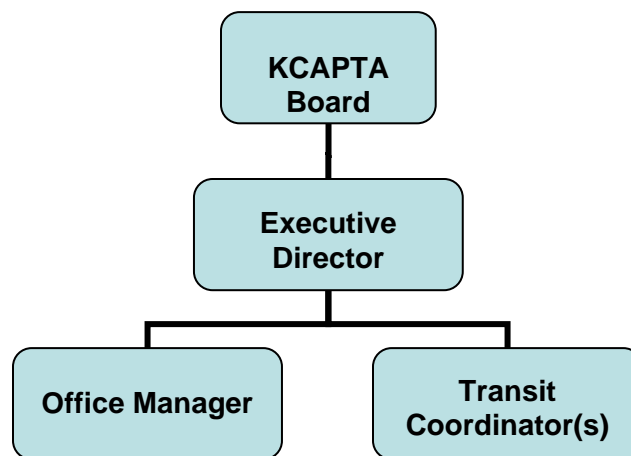 KCAPTA
Board
Executive
Director
Office Manager
Transit
Coordinator(s)